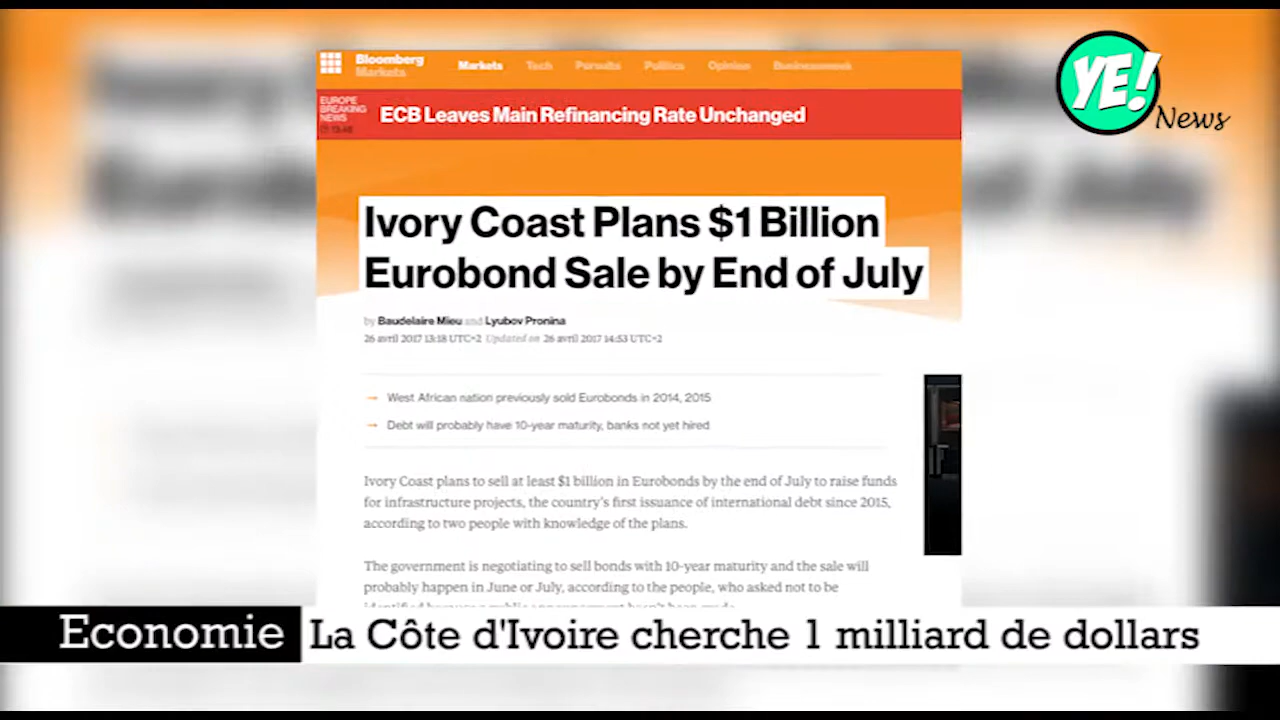 Bloomberg
Markets
Markets Tech Pursuits Politics Opinion Businessweek
YE!
News
EUROPE
BREAKING
NEWS
ECB Leaves Main Refinancing Rate Unchanged
Ivory Coast Plans $1 Billion
Eurobond Sale by End of July
by Baudelaire Mieu and Lyubov Pronina
26 avril 2017 13:18 UTC+2 Updated on 26 avril 2017 14:53 UTC+2
→ West African nation previously sold Eurobonds in 2014, 2015
→ Debt will probably have 10-year maturity, banks not yet hired
Ivory Coast plans to sell at least $1 billion in Eurobonds by the end of July to raise funds
for infrastructure projects, the country's first issuance of international debt since 2015,
according to two people with knowledge of the plans.
The government is negotiating to sell bonds with 10-year maturity and the sale will
probably happen in June or July, according to the people, who asked not to be
Economie La Côte d'Ivoire cherche 1 milliard de dollars